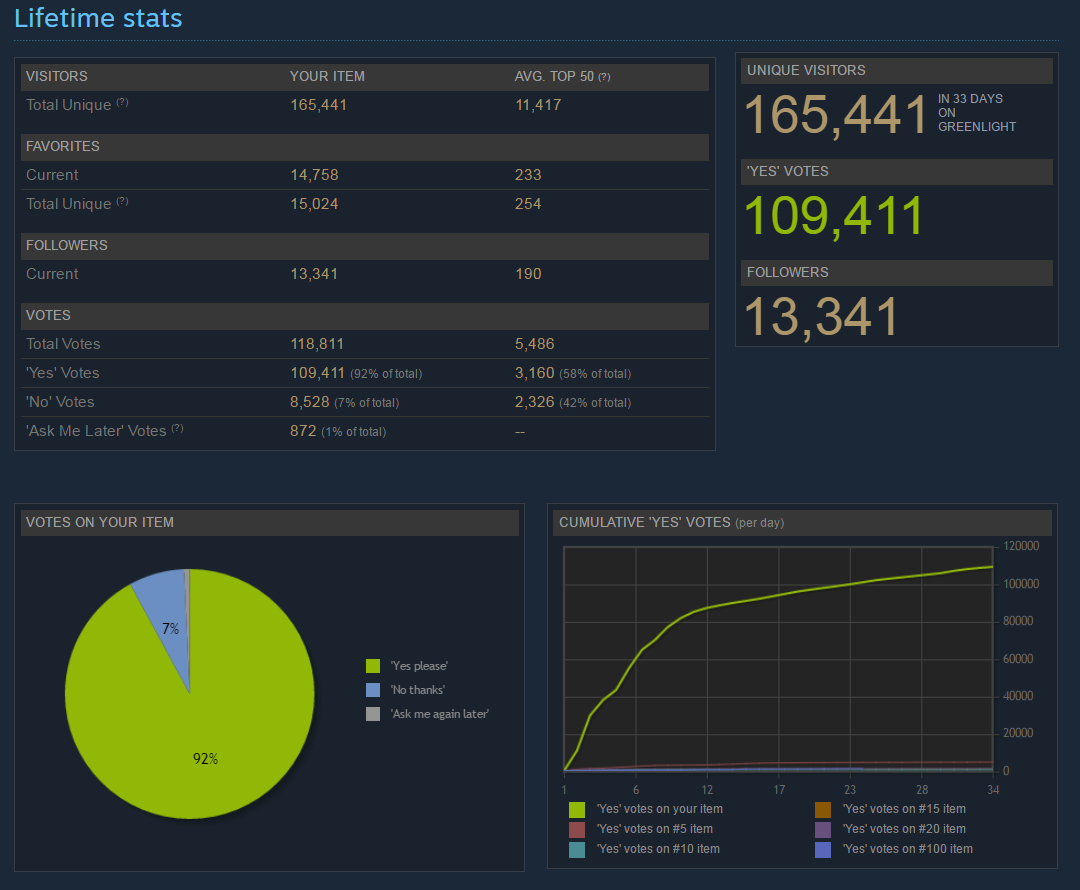 Lifetime stats
VISITORS YOUR ITEM AVG. TOP 50 (?)
Total Unique (?) 165,441 11,417
FAVORITES
Current 14,758 233
Total Unique (?) 15,024 254
FOLLOWERS
Current 13,341 190
VOTES
Total Votes 118,811 5,486
'Yes' Votes 109,411 (92% of total) 3,160 (58% of total)
'No' Votes 8,528 (7% of total) 2,326 (42% of total)
'Ask Me Later' Votes (?) 872 (1% of total) --
UNIQUE VISITORS
165,441 IN 33 DAYS
ON
GREENLIGHT
'YES' VOTES
109,411
FOLLOWERS
13,341
VOTES ON YOUR ITEM
7%
92%
'Yes please'
'No thanks'
'Ask me again later'
CUMULATIVE 'YES' VOTES (per day)
120000
100000
80000
60000
40000
20000
0
1 6 12 17 23 28 34
'Yes' votes on your item 'Yes' votes on #15 item
'Yes' votes on #5 item 'Yes' votes on #20 item
'Yes' votes on #10 item 'Yes' votes on #100 item